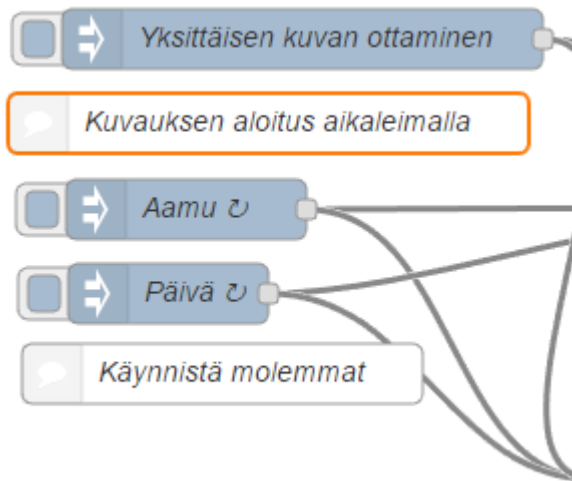 Yksittäisen kuvan ottaminen
Kuvauksen aloitus aikaleimalla
Aamu ↻
Päivä ↻
Käynnistä molemmat